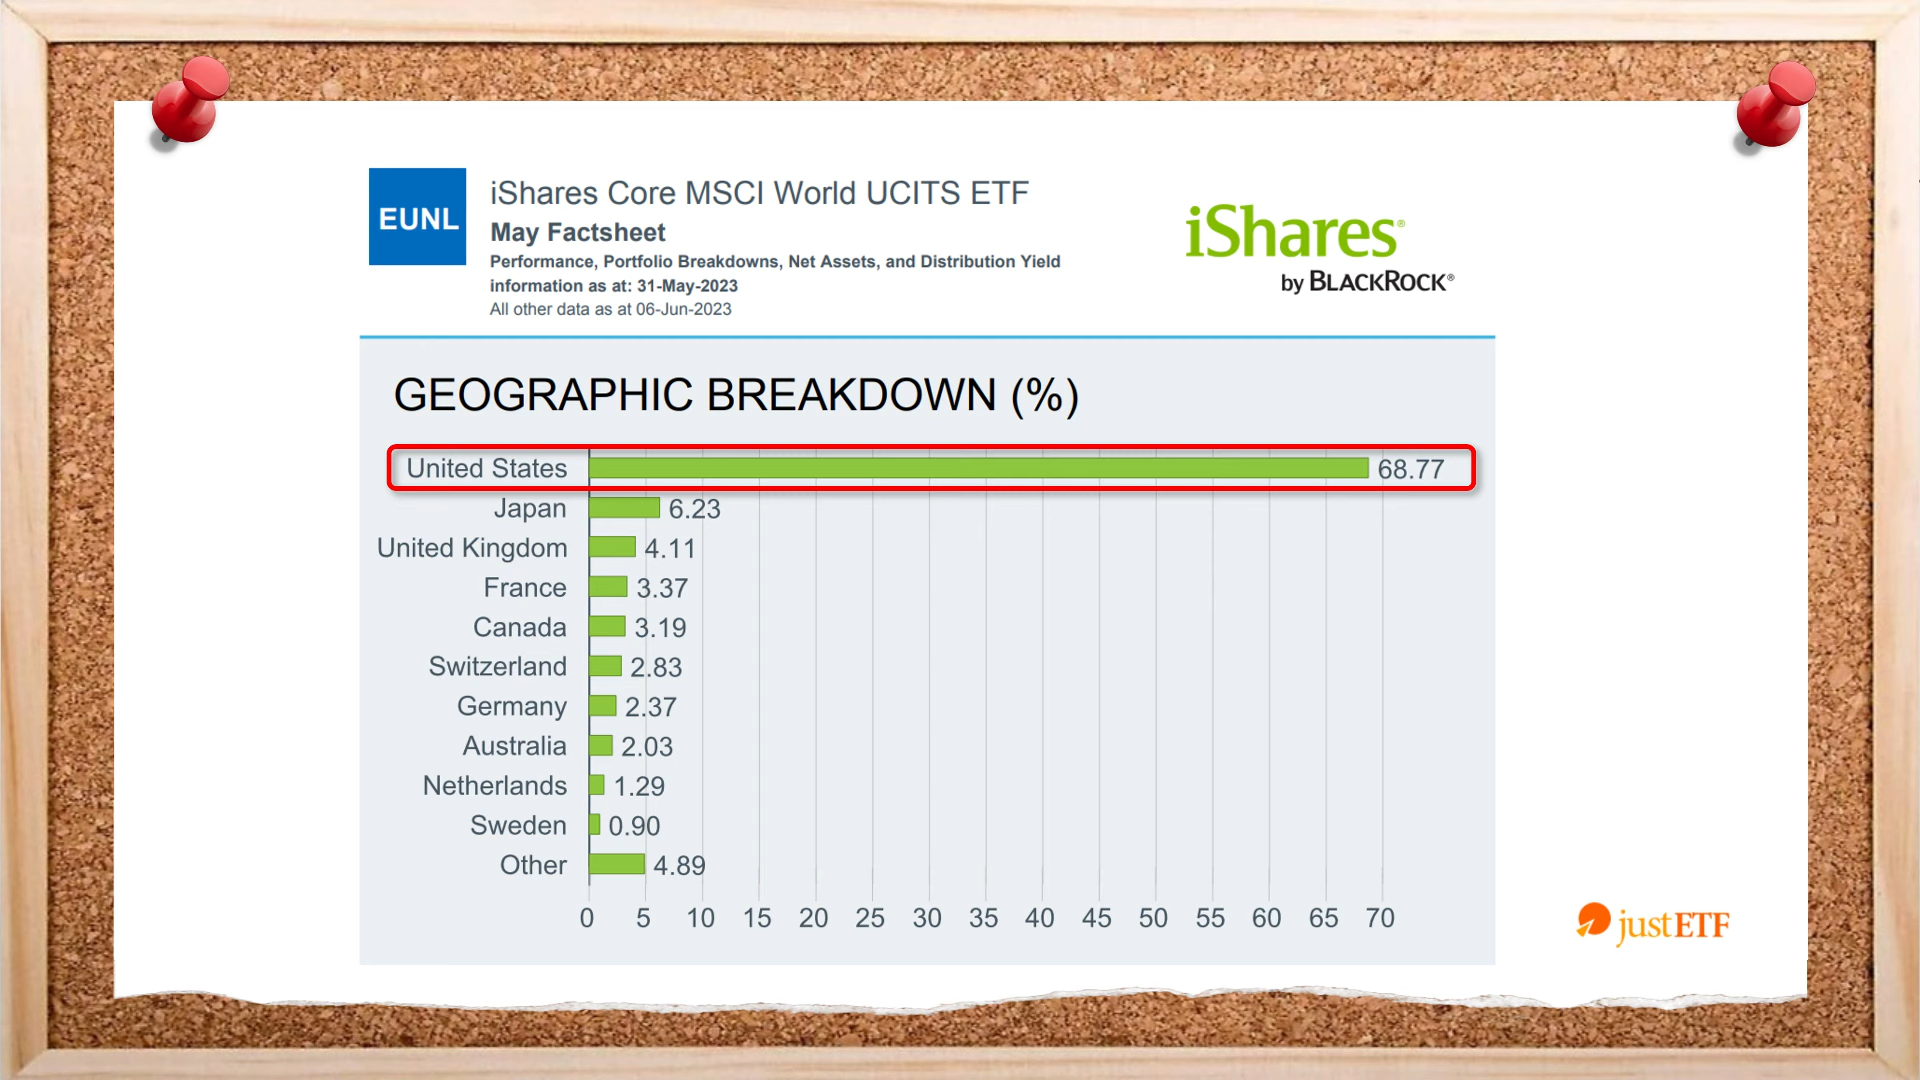 EUNL
iShares Core MSCI World UCITS ETF
May Factsheet
Performance, Portfolio Breakdowns, Net Assets, and Distribution Yield
information as at: 31-May-2023
All other data as at 06-Jun-2023
iShares®
by BLACKROCK®
GEOGRAPHIC BREAKDOWN (%)
United States 68.77
Japan 6.23
United Kingdom 4.11
France 3.37
Canada 3.19
Switzerland 2.83
Germany 2.37
Australia 2.03
Netherlands 1.29
Sweden 0.90
Other 4.89
0 5 10 15 20 25 30 35 40 45 50 55 60 65 70
justETF